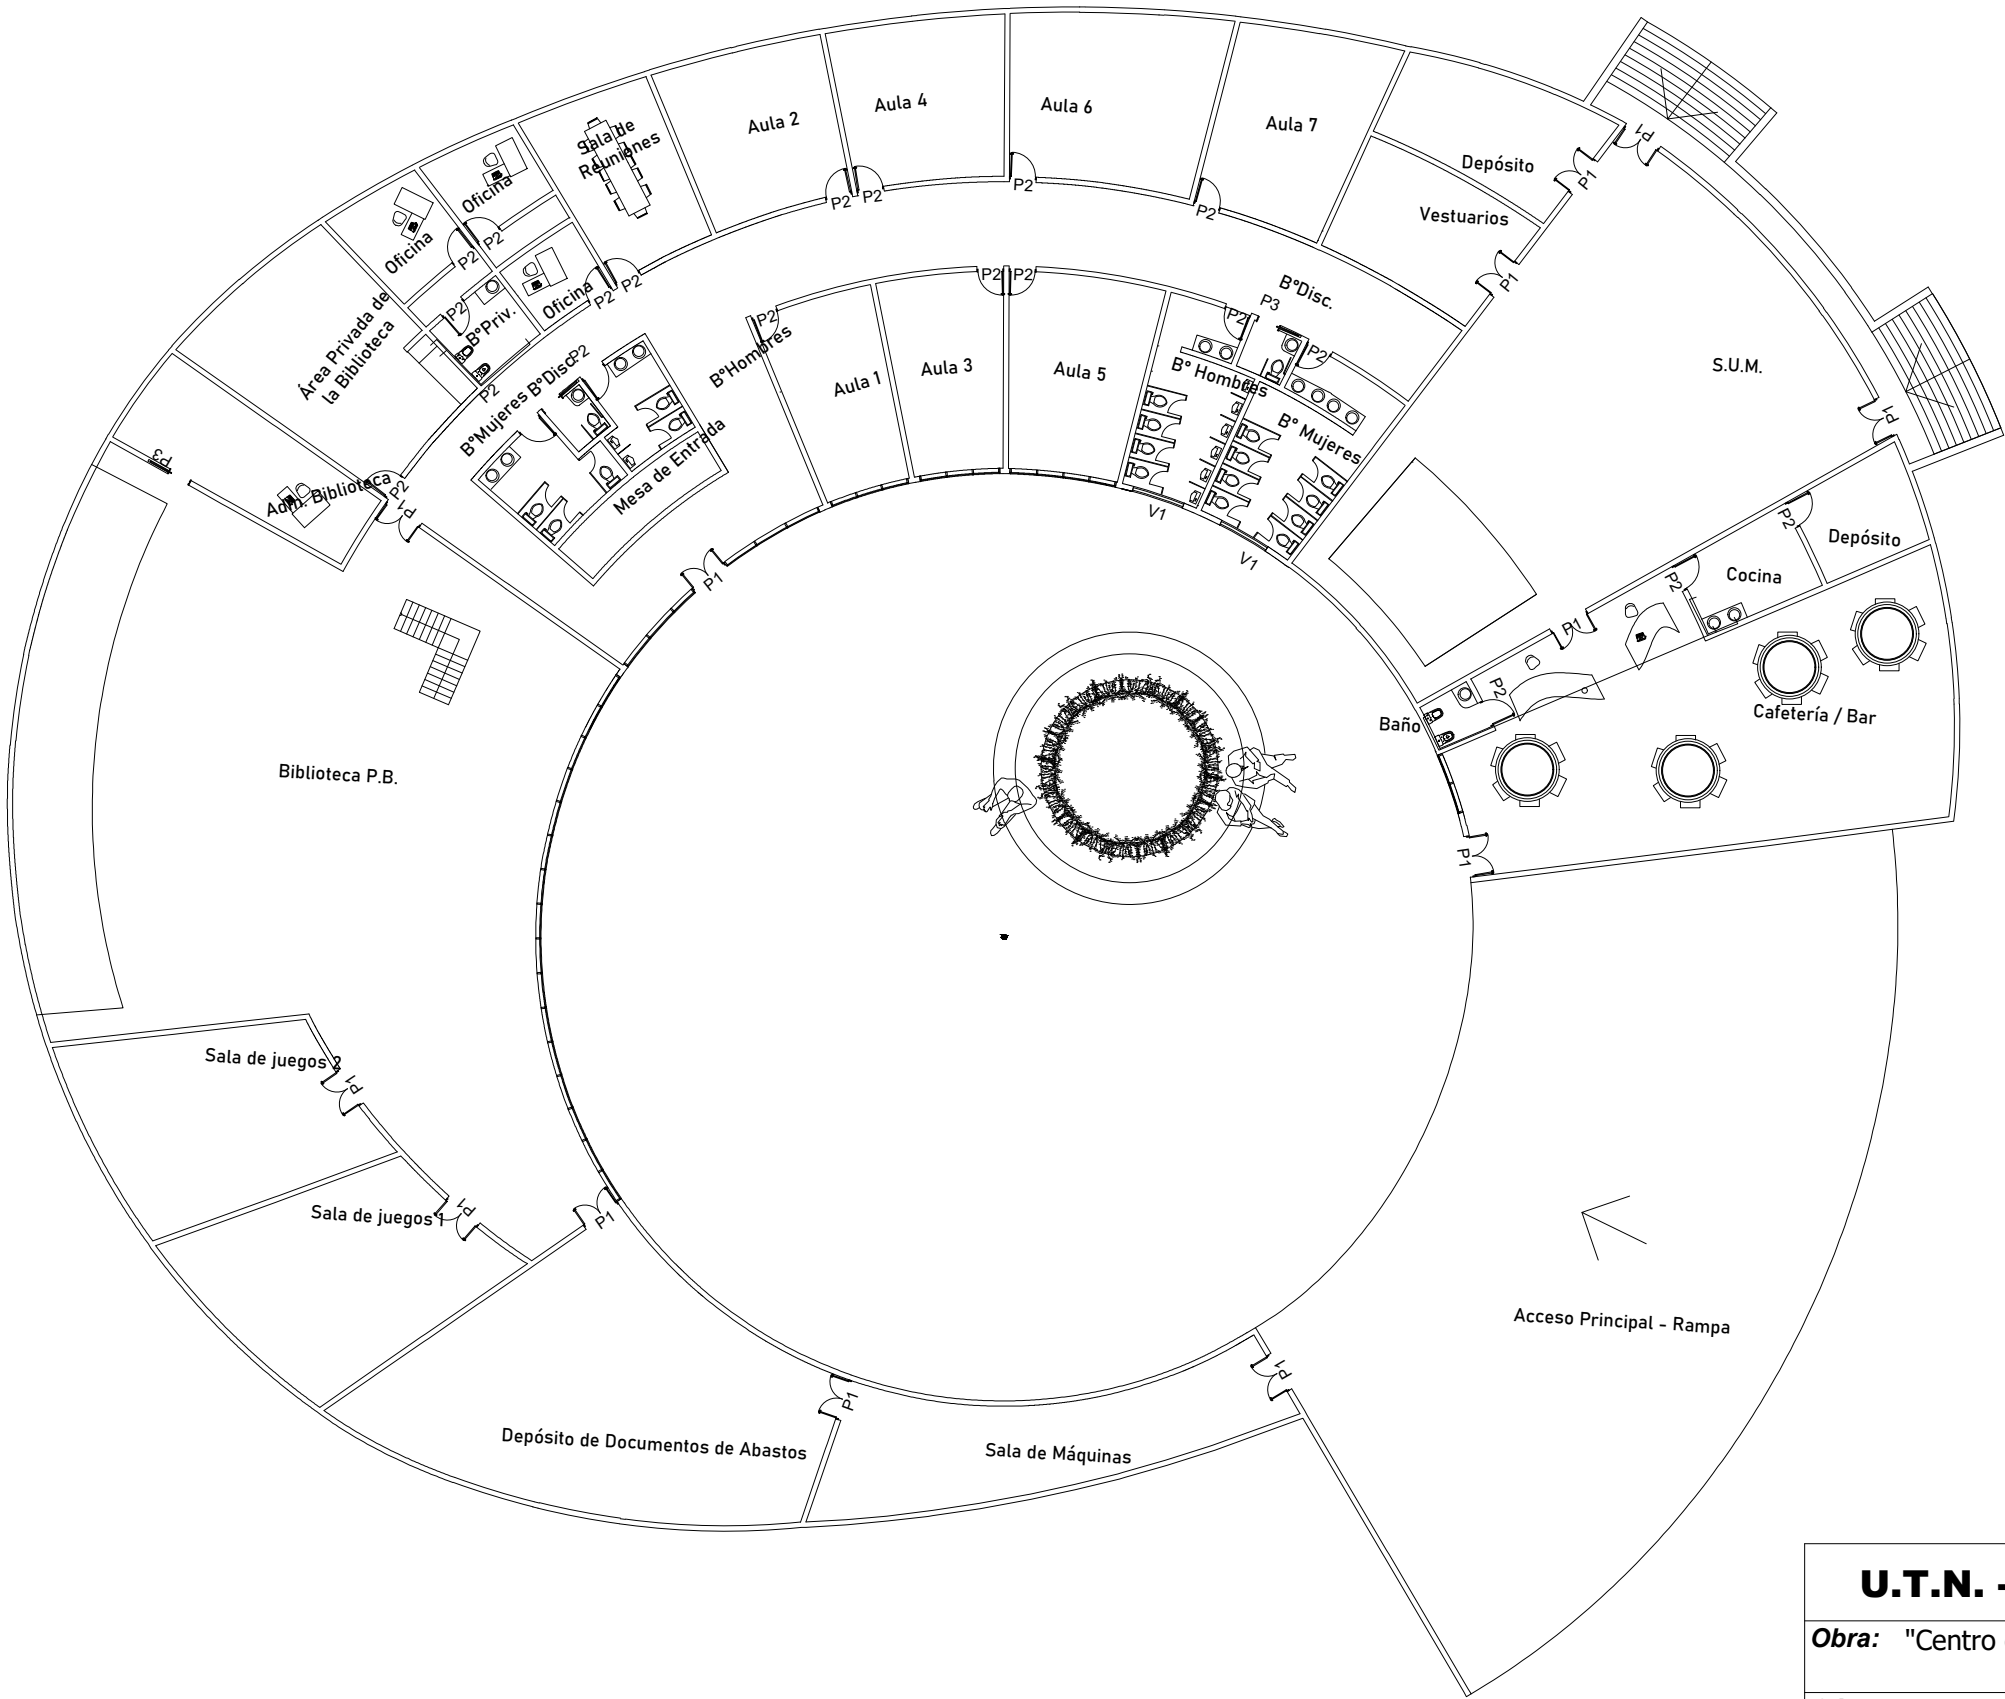 Aula 2
Aula 4
Aula 6
Aula 7
P1
Sala de
Reuniones
Depósito
P1
Oficina
P2
P2
P2
P2
Vestuarios
Oficina
P2
P2
P2
P2
P1
P2
P2
B°Disc.
Oficina
P2
P3
P2
P2
B°Priv.
Área Privada de
la Biblioteca
P2
P2
P2
B°Hombres
Aula 1
Aula 3
Aula 5
B° Hombres
S.U.M.
B°Disc.
P2
B°Mujeres
B° Mujeres
P1
Mesa de Entrada
P3
Adm. Biblioteca
P2
P1
V1
V1
P2
Depósito
P1
P2
Cocina
P1
P2
Baño
Cafetería / Bar
Biblioteca P.B.
P1
Sala de juegos 2
P1
Sala de juegos 1
P1
P1
Acceso Principal - Rampa
P1
P1
Depósito de Documentos de Abastos
Sala de Máquinas
U.T.N. -
Obra: "Centro